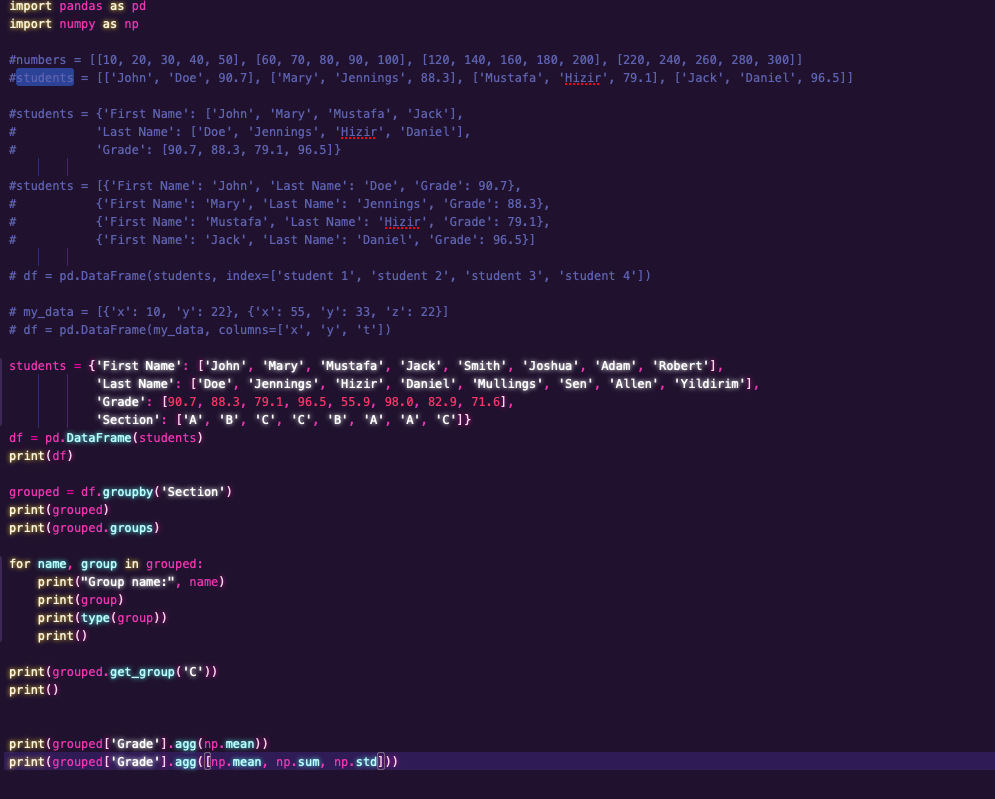 import pandas as pd
import numpy as np
#numbers = [[10, 20, 30, 40, 50], [60, 70, 80, 90, 100], [120, 140, 160, 180, 200], [220, 240, 260, 280, 300]]
#students = [['John', 'Doe', 90.7], ['Mary', 'Jennings', 88.3], ['Mustafa', 'Hizir', 79.1], ['Jack', 'Daniel', 96.5]]
#students = {'First Name': ['John', 'Mary', 'Mustafa', 'Jack'],
#           'Last Name': ['Doe', 'Jennings', 'Hizir', 'Daniel'],
#           'Grade': [90.7, 88.3, 79.1, 96.5]}
#students = [{'First Name': 'John', 'Last Name': 'Doe', 'Grade': 90.7},
#           {'First Name': 'Mary', 'Last Name': 'Jennings', 'Grade': 88.3},
#           {'First Name': 'Mustafa', 'Last Name': 'Hizir', 'Grade': 79.1},
#           {'First Name': 'Jack', 'Last Name': 'Daniel', 'Grade': 96.5}]
# df = pd.DataFrame(students, index=['student 1', 'student 2', 'student 3', 'student 4'])
# my_data = [{'x': 10, 'y': 22}, {'x': 55, 'y': 33, 'z': 22}]
# df = pd.DataFrame(my_data, columns=['x', 'y', 't'])
students = {'First Name': ['John', 'Mary', 'Mustafa', 'Jack', 'Smith', 'Joshua', 'Adam', 'Robert'],
            'Last Name': ['Doe', 'Jennings', 'Hizir', 'Daniel', 'Mullings', 'Sen', 'Allen', 'Yildirim'],
            'Grade': [90.7, 88.3, 79.1, 96.5, 55.9, 98.0, 82.9, 71.6],
            'Section': ['A', 'B', 'C', 'C', 'B', 'A', 'A', 'C']}
df = pd.DataFrame(students)
print(df)
grouped = df.groupby('Section')
print(grouped)
print(grouped.groups)
for name, group in grouped:
    print("Group name:", name)
    print(group)
    print(type(group))
    print()
print(grouped.get_group('C'))
print()
print(grouped['Grade'].agg(np.mean))
print(grouped['Grade'].agg([np.mean, np.sum, np.std]))